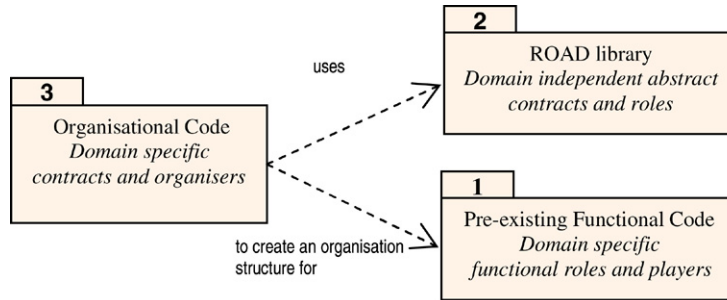 3
Organisational Code
Domain specific
contracts and organisers
uses
2
ROAD library
Domain independent abstract
contracts and roles
to create an organisation
structure for
1
Pre-existing Functional Code
Domain specific
functional roles and players